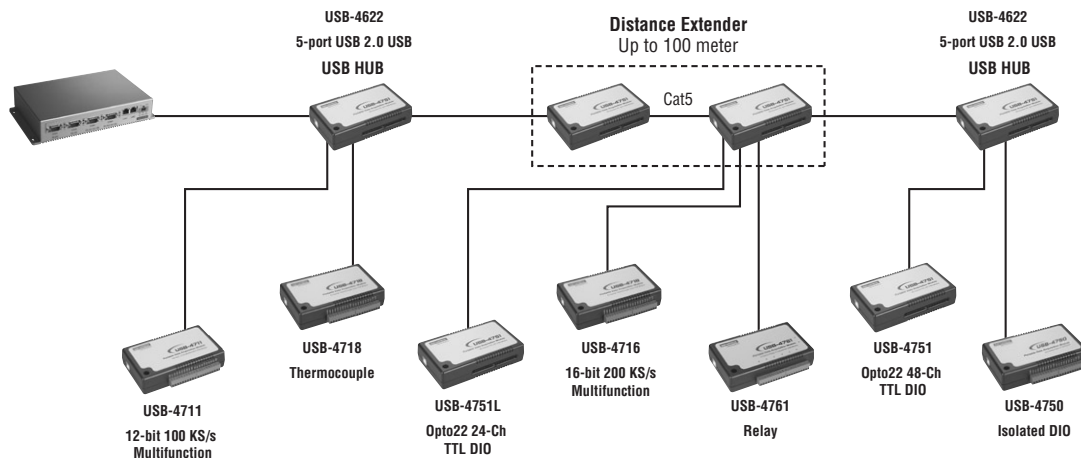 USB-4622
5-port USB 2.0 USB
USB HUB
Distance Extender
Up to 100 meter
USB-4622
5-port USB 2.0 USB
USB HUB
Cat5
USB-4718
Thermocouple
USB-4716
16-bit 200 KS/s
Multifunction
USB-4751
Opto22 48-Ch
TTL DIO
USB-4711
12-bit 100 KS/s
Multifunction
USB-4751L
Opto22 24-Ch
TTL DIO
USB-4761
Relay
USB-4750
Isolated DIO